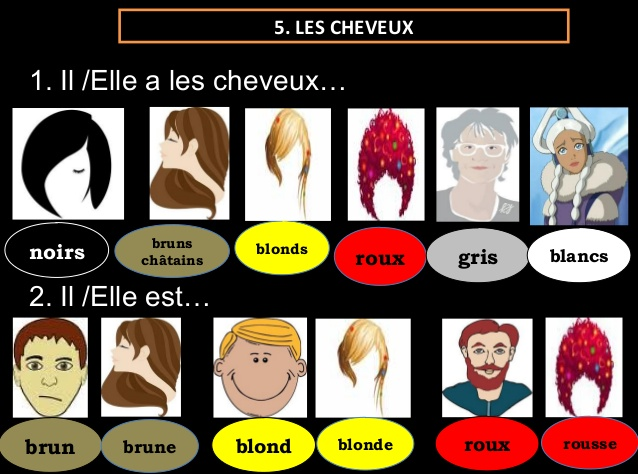 5. LES CHEVEUX
1. Il /Elle a les cheveux…
noirs
bruns
châtains
blonds
roux
gris
blancs
2. Il /Elle est…
brun
brune
blond
blonde
roux
rousse